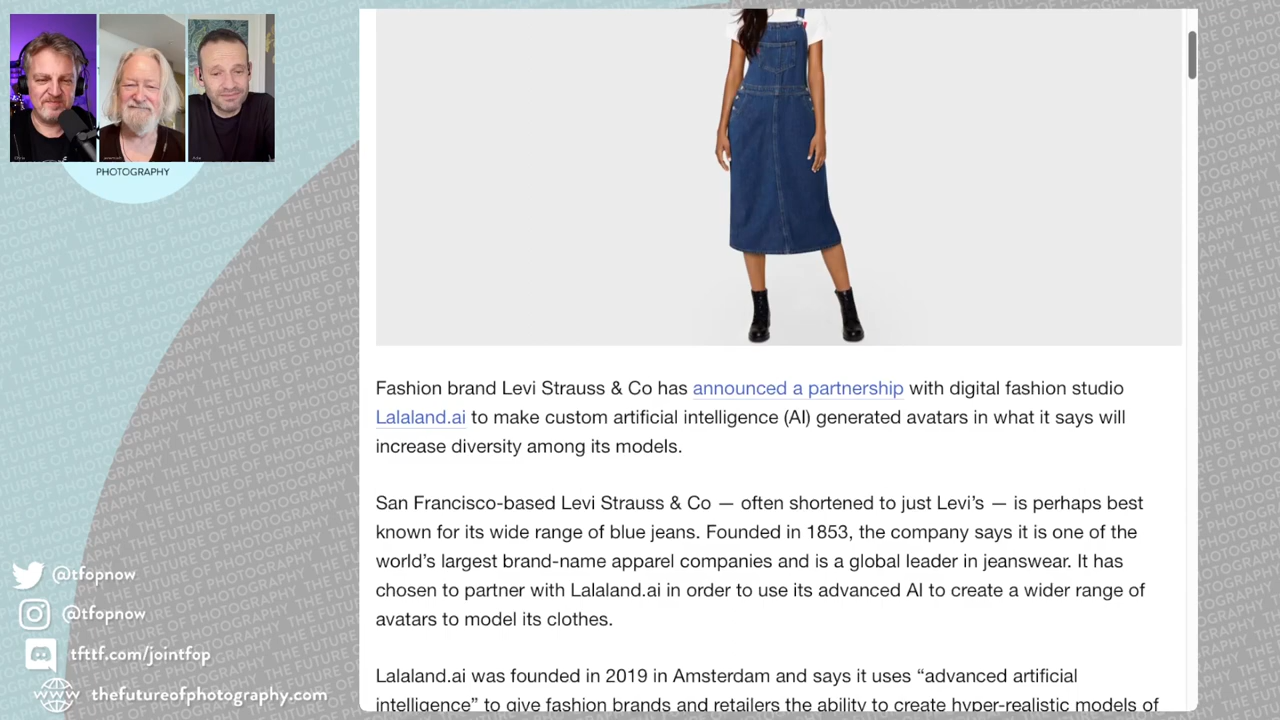 PHOTOGRAPHY
Fashion brand Levi Strauss & Co has announced a partnership with digital fashion studio
Lalaland.ai to make custom artificial intelligence (AI) generated avatars in what it says will
increase diversity among its models.
San Francisco-based Levi Strauss & Co — often shortened to just Levi’s — is perhaps best
known for its wide range of blue jeans. Founded in 1853, the company says it is one of the
world’s largest brand-name apparel companies and is a global leader in jeanswear. It has
chosen to partner with Lalaland.ai in order to use its advanced AI to create a wider range of
avatars to model its clothes.
Lalaland.ai was founded in 2019 in Amsterdam and says it uses “advanced artificial
intelligence” to give fashion brands and retailers the ability to create hyper-realistic models of
@tfopnow
@tfopnow
tfttf.com/jointfop
www
thefutureofphotography.com
THE FUTURE OF PHOTOGRAPHY